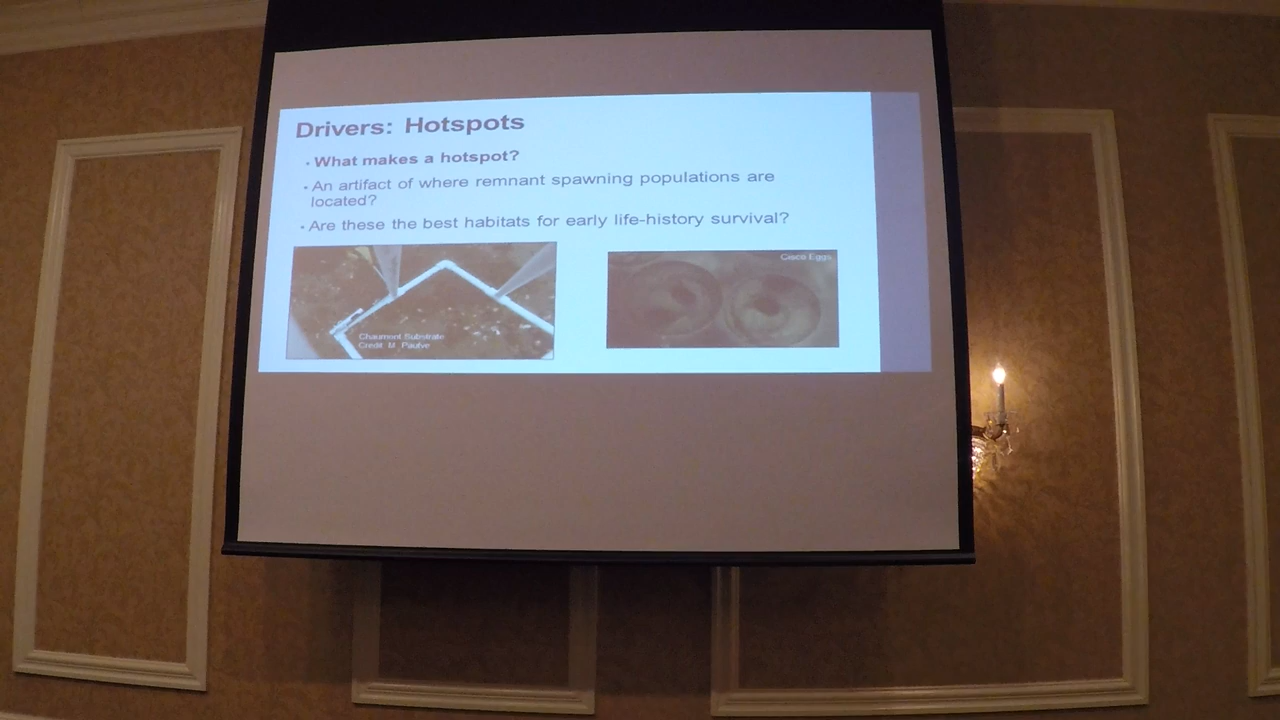 Drivers: Hotspots
• What makes a hotspot?
• An artifact of where remnant spawning populations are
located?
• Are these the best habitats for early life-history survival?
Cisco Eggs
Chaumont Substrate
Credit: M. Paufve